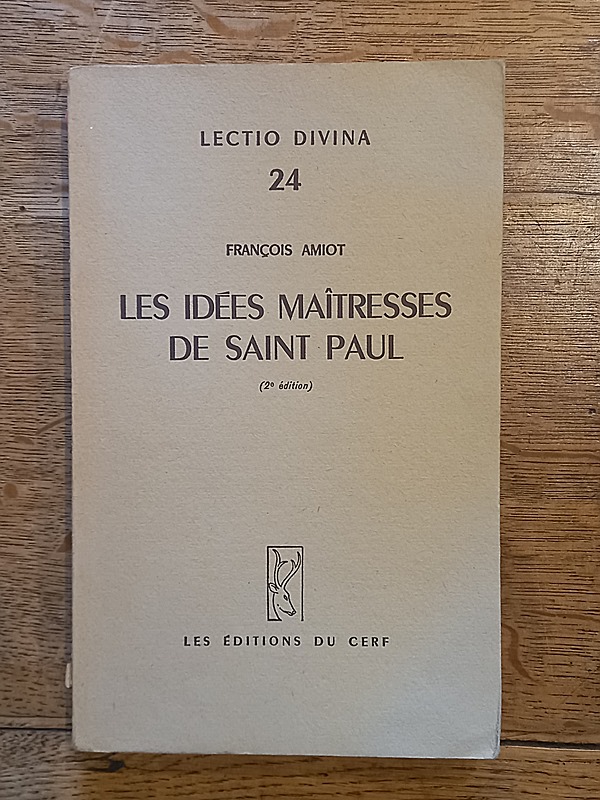 LECTIO DIVINA
24
FRANÇOIS AMIOT
LES IDÉES MAÎTRESSES
DE SAINT PAUL
(2e édition)
LES ÉDITIONS DU CERF